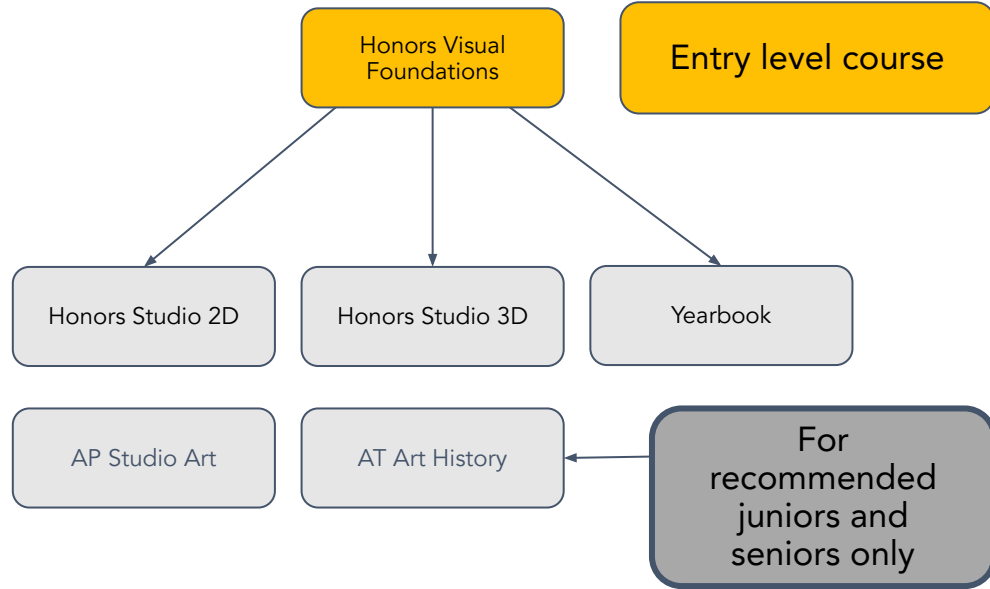 Honors Visual
Foundations
Entry level course
Honors Studio 2D
Honors Studio 3D
Yearbook
AP Studio Art
AT Art History
For
recommended
juniors and
seniors only